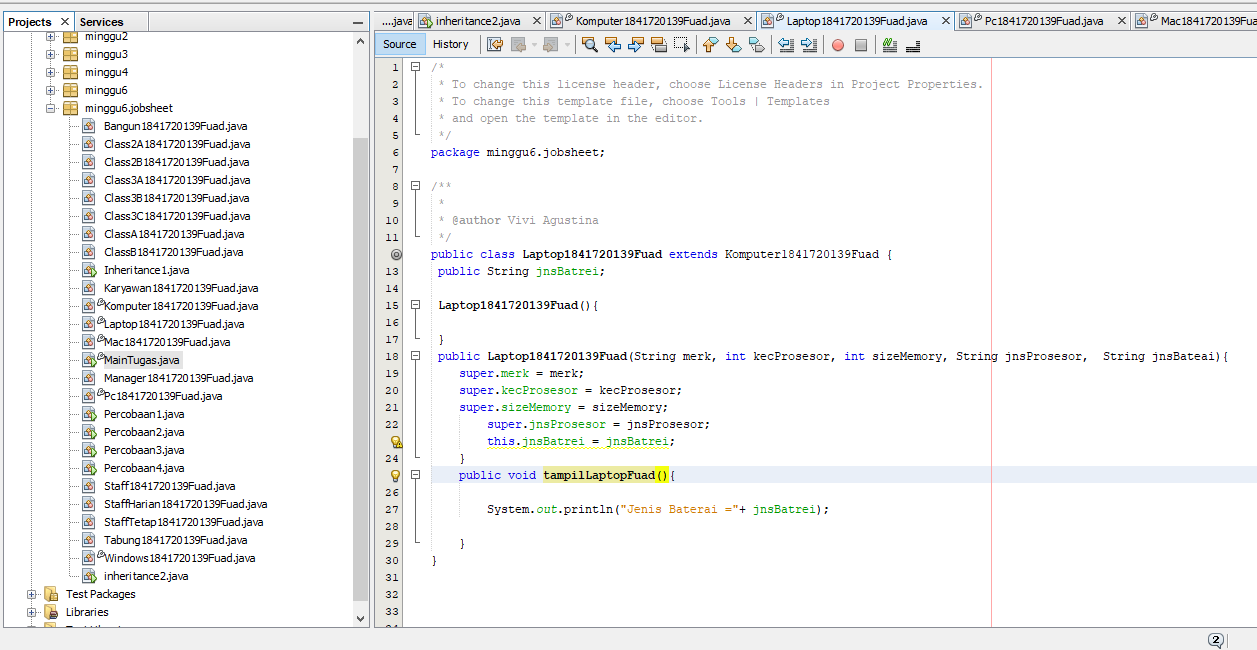 Projects
Services
minggu2
minggu3
minggu4
minggu6
minggu6.jobsheet
Bangun1841720139Fuad.java
Class2A1841720139Fuad.java
Class2B1841720139Fuad.java
Class3A1841720139Fuad.java
Class3B1841720139Fuad.java
Class3C1841720139Fuad.java
ClassA1841720139Fuad.java
ClassB1841720139Fuad.java
Inheritance1.java
Karyawan1841720139Fuad.java
Komputer1841720139Fuad.java
Laptop1841720139Fuad.java
Mac1841720139Fuad.java
MainTugas.java
Manager1841720139Fuad.java
Pc1841720139Fuad.java
Percobaan1.java
Percobaan2.java
Percobaan3.java
Percobaan4.java
Staff1841720139Fuad.java
StaffHarian1841720139Fuad.java
StaffTetap1841720139Fuad.java
Tabung1841720139Fuad.java
Windows1841720139Fuad.java
inheritance2.java
Test Packages
Libraries
....java inheritance2.java Komputer1841720139Fuad.java Laptop1841720139Fuad.java Pc1841720139Fuad.java Mac1841720139Fua
Source History
1 /*
2 * To change this license header, choose License Headers in Project Properties.
3 * To change this template file, choose Tools | Templates
4 * and open the template in the editor.
5 */
6 package minggu6.jobsheet;
7
8 /**
9 *
10 * @author Vivi Agustina
11 */
public class Laptop1841720139Fuad extends Komputer1841720139Fuad {
13 public String jnsBatrei;
14
15 Laptop1841720139Fuad(){
16
17 }
18 public Laptop1841720139Fuad(String merk, int kecProsesor, int sizeMemory, String jnsProsesor,  String jnsBateai){
19 super.merk = merk;
20 super.kecProsesor = kecProsesor;
21 super.sizeMemory = sizeMemory;
22 super.jnsProsesor = jnsProsesor;
this.jnsBatrei = jnsBatrei;
24 }
public void tampilLaptopFuad(){
26
27 System.out.println("Jenis Baterai ="+ jnsBatrei);
28
29 }
30 }
31
32
33
2